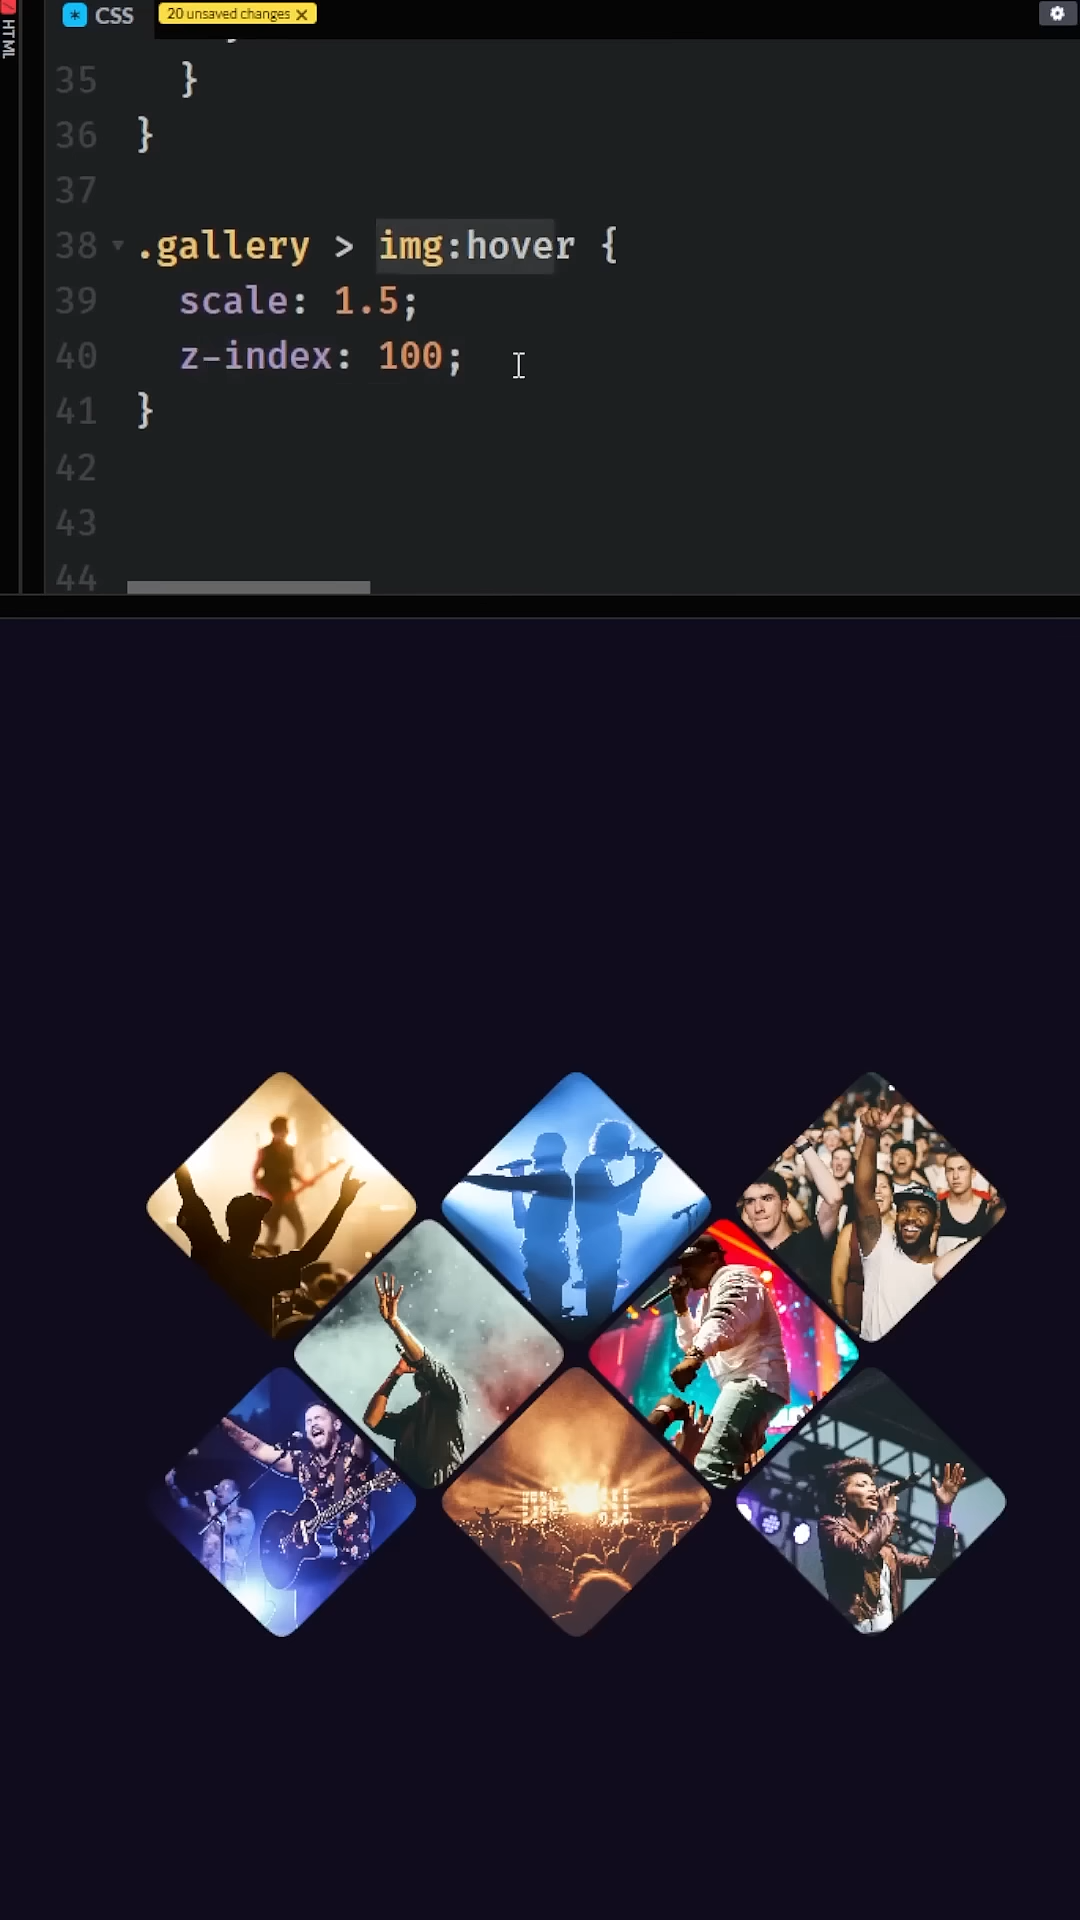 HTML
* CSS
20 unsaved changes ×
35 }
36 }
37
38 .gallery > img:hover {
39 scale: 1.5;
40 z-index: 100;
41 }
42
43
44